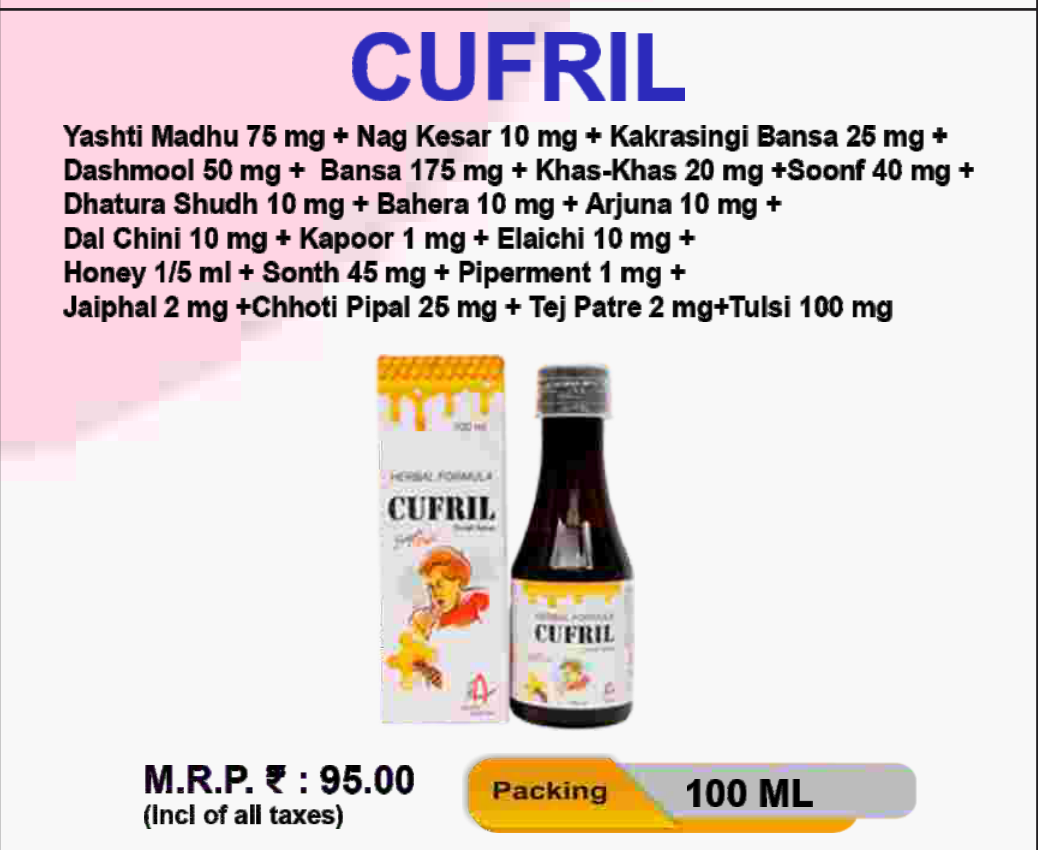 CUFRIL
Yashti Madhu 75 mg + Nag Kesar 10 mg + Kakrasingi Bansa 25 mg +
Dashmool 50 mg + Bansa 175 mg + Khas-Khas 20 mg +Soonf 40 mg +
Dhatura Shudh 10 mg + Bahera 10 mg + Arjuna 10 mg +
Dal Chini 10 mg + Kapoor 1 mg + Elaichi 10 mg +
Honey 1/5 ml + Sonth 45 mg + Piperment 1 mg +
Jaiphal 2 mg +Chhoti Pipal 25 mg + Tej Patre 2 mg+Tulsi 100 mg
100 ml
HERBAL FORMULA
CUFRIL
HERBAL FORMULA
CUFRIL
M.R.P. ₹ : 95.00
(Incl of all taxes)
Packing
100 ML